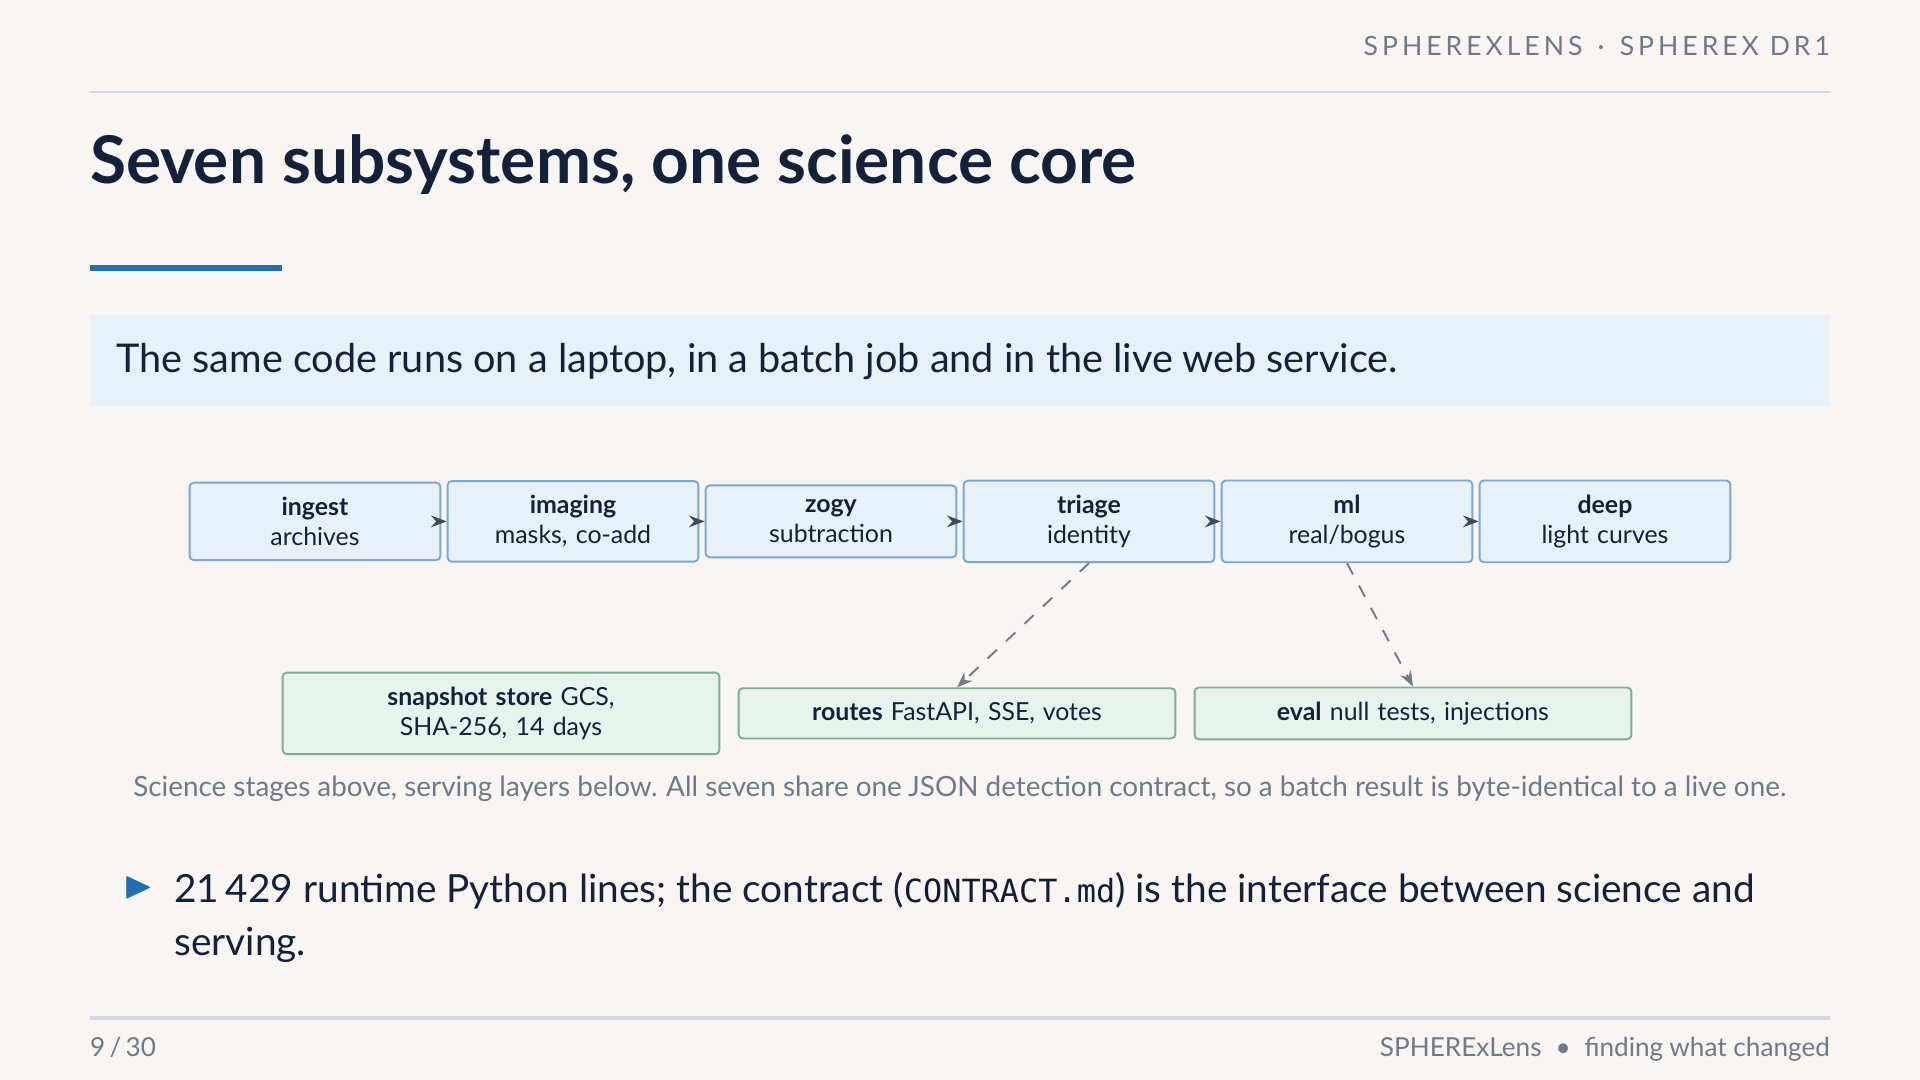 SPHEREXLENS · SPHEREX DR1
Seven subsystems, one science core
The same code runs on a laptop, in a batch job and in the live web service.
ingest
archives
imaging
masks, co-add
zogy
subtraction
triage
identity
ml
real/bogus
deep
light curves
snapshot store GCS,
SHA-256, 14 days
routes FastAPI, SSE, votes
eval null tests, injections
Science stages above, serving layers below. All seven share one JSON detection contract, so a batch result is byte-identical to a live one.
21 429 runtime Python lines; the contract (CONTRACT.md) is the interface between science and
serving.
9 / 30
SPHERExLens • finding what changed